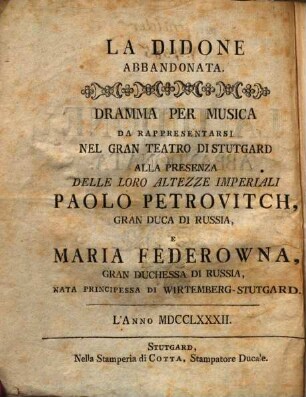 LA DIDONE
ABBANDONATA.
DRAMMA PER MUSICA
DA RAPPRESENTARSI
NEL GRAN TEATRO DI STUTGARD
ALLA PRESENZA
DELLE LORO ALTEZZE IMPERIALI
PAOLO PETROVITCH,
GRAN DUCA DI RUSSIA,
E
MARIA FEDEROWNA,
GRAN DUCHESSA DI RUSSIA,
NATA PRINCIPESSA DI WIRTEMBERG-STUTGARD.
L'ANNO MDCCLXXXII.
STUTGARD,
Nella Stamperia di COTTA, Stampatore Ducale.